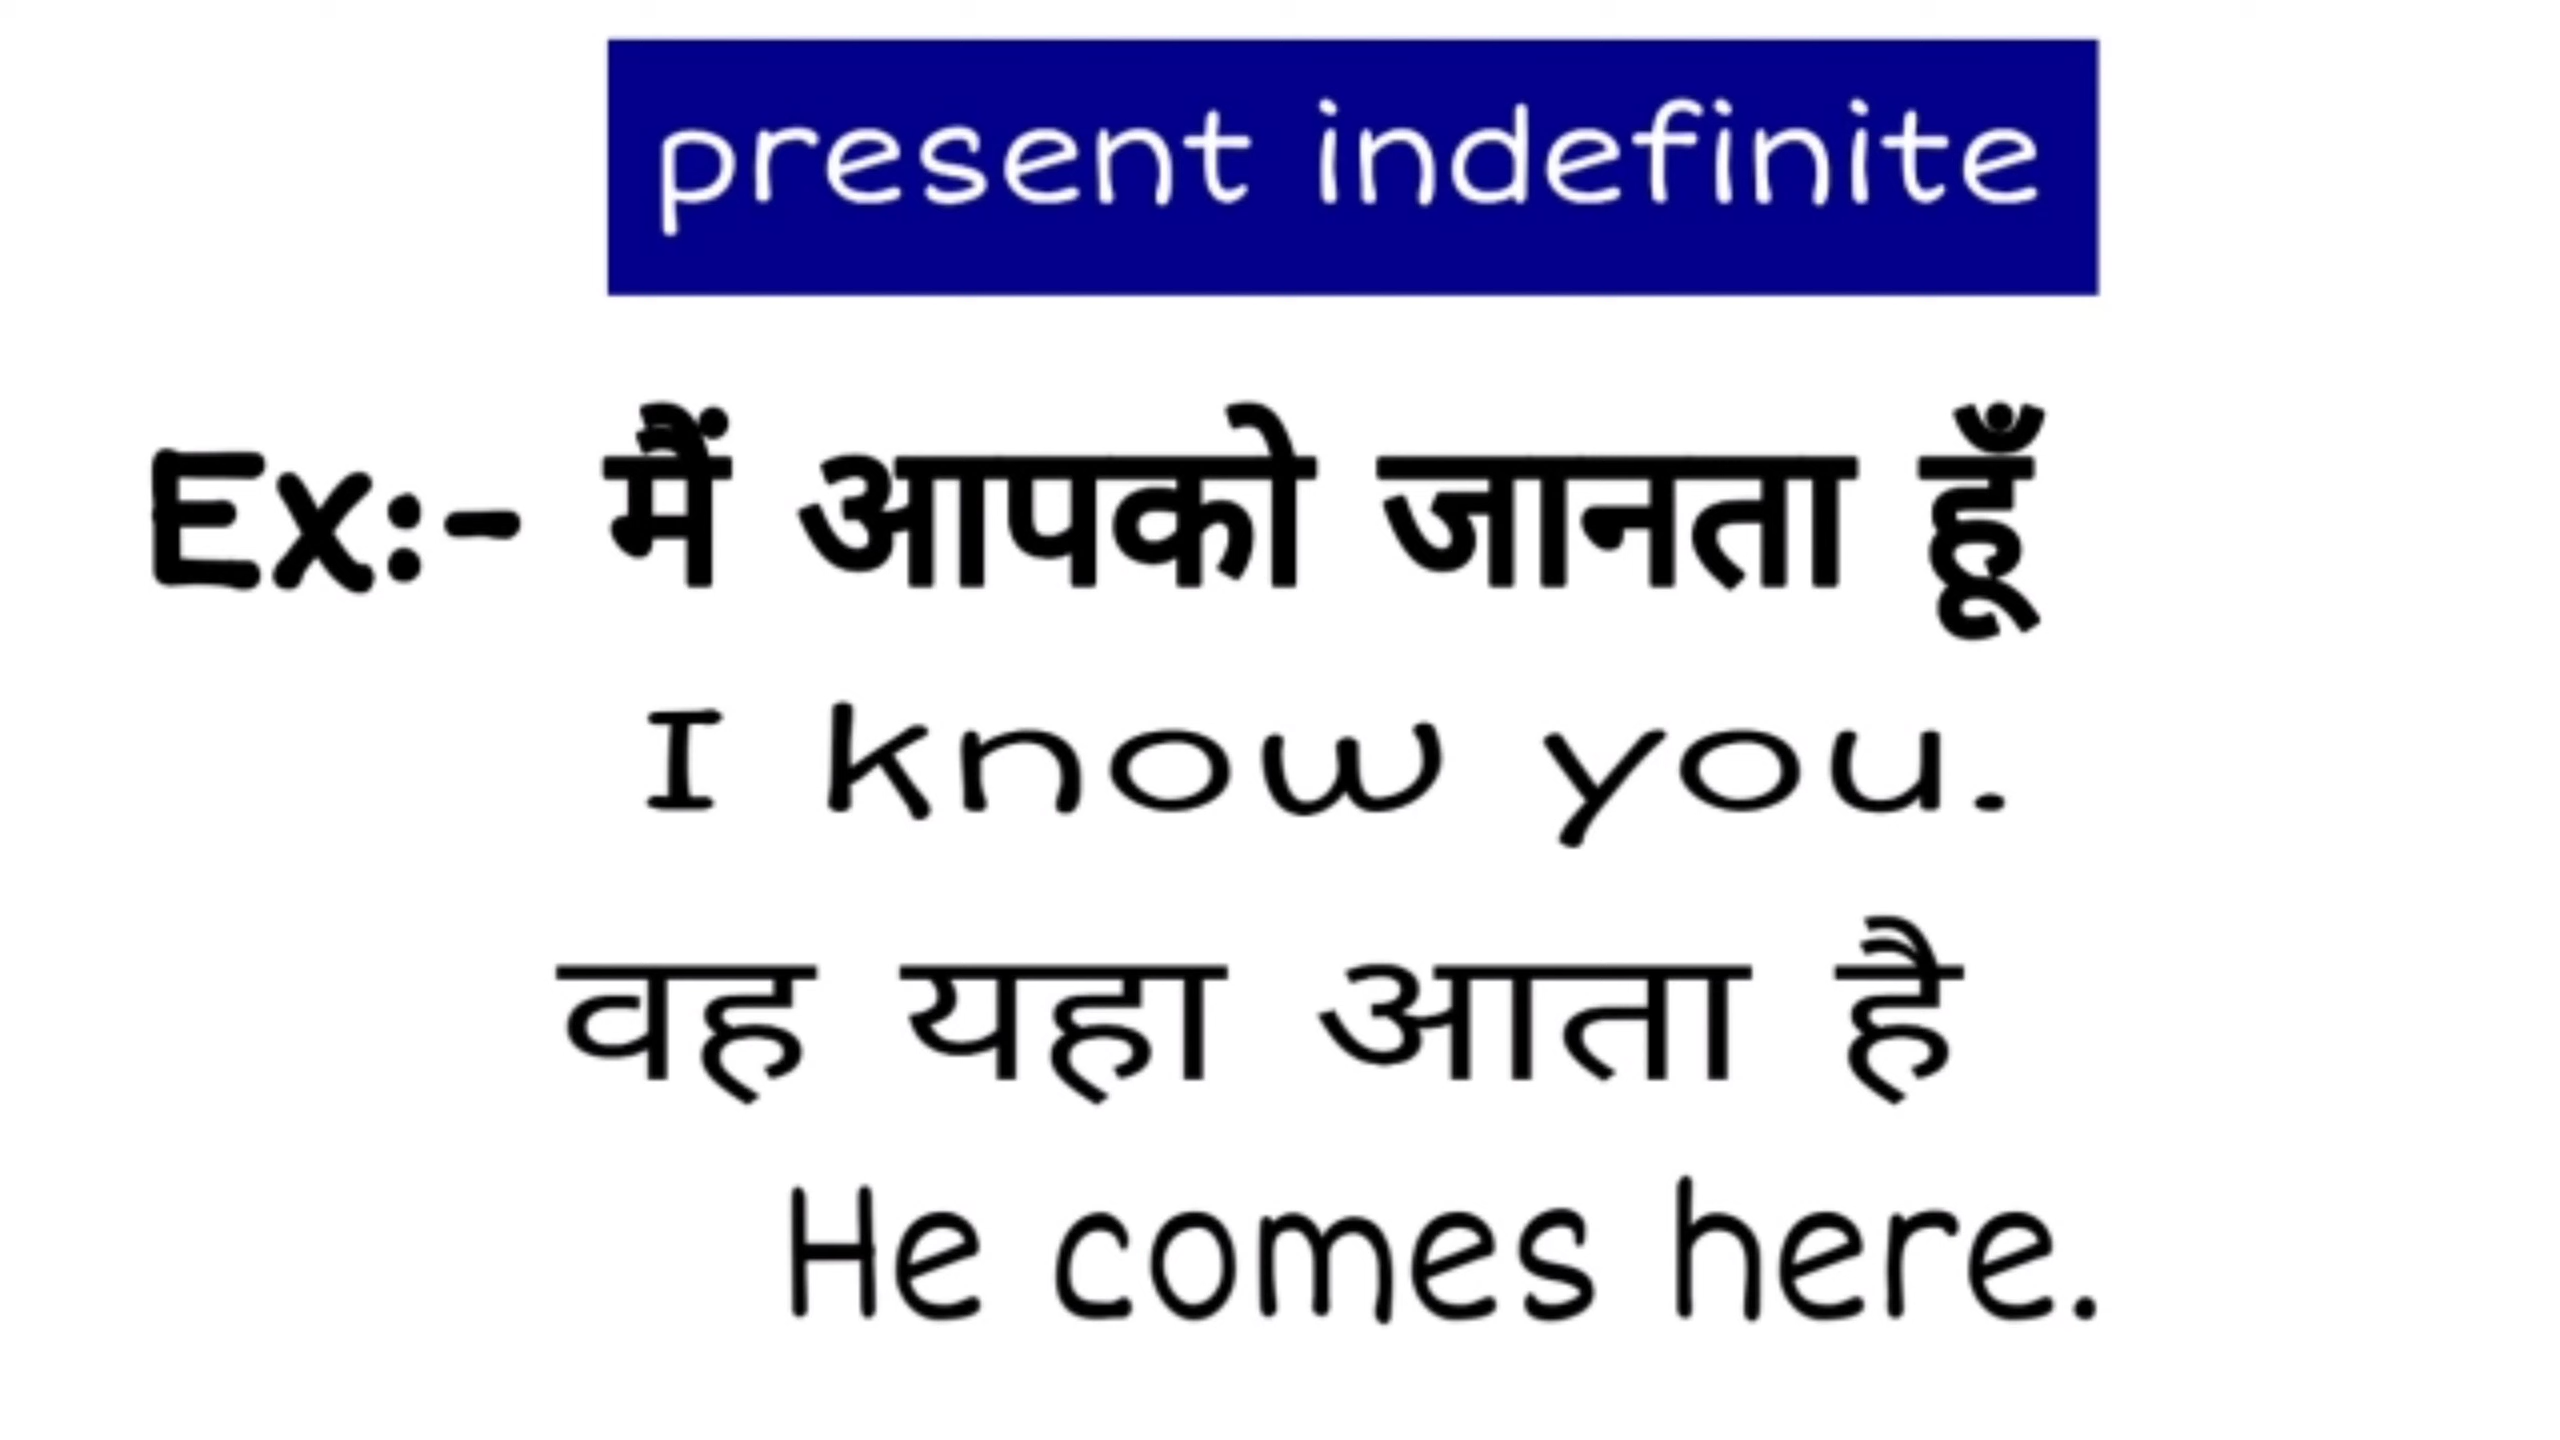 present indefinite
Ex:- मैं आपको जानता हूँ
I know you.
वह यहा आता है
He comes here.